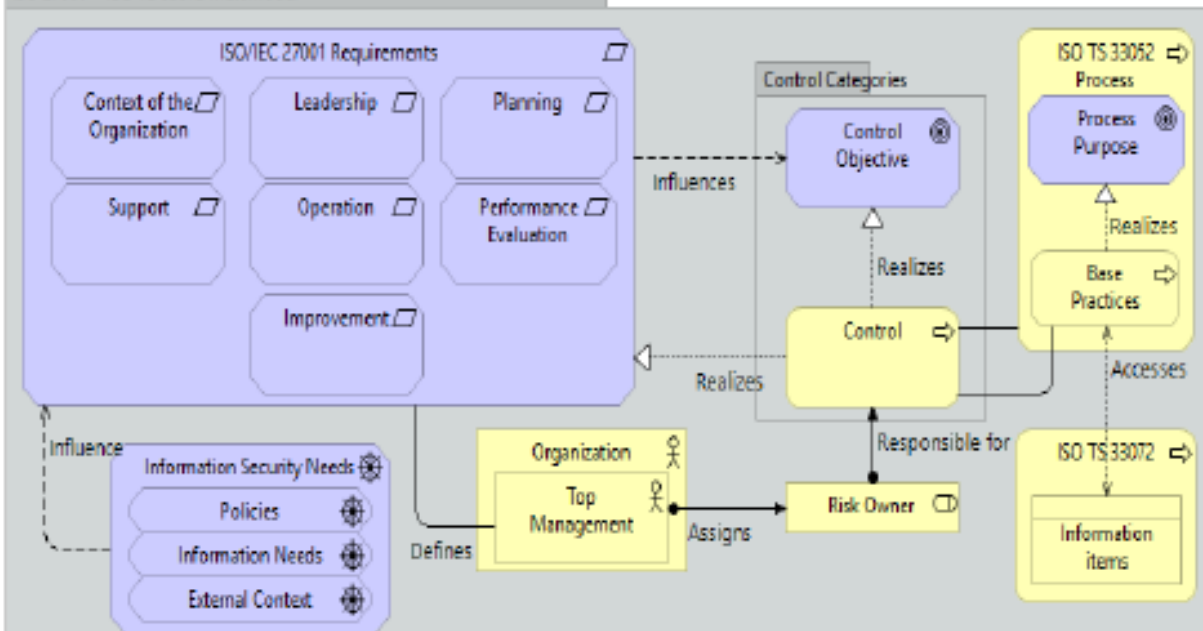 ISO/IEC 27001 Requirements
Context of the
Organization
Leadership
Planning
Support
Operation
Performance
Evaluation
Improvement
Influences
Control Categories
Control
Objective
Realizes
Control
Realizes
ISO TS 33052
Process
Process
Purpose
Realizes
Base
Practices
Accesses
Influence
Information Security Needs
Policies
Information Needs
External Context
Defines
Organization
Top
Management
Assigns
Responsible for
Risk Owner
ISO TS 33072
Information
items